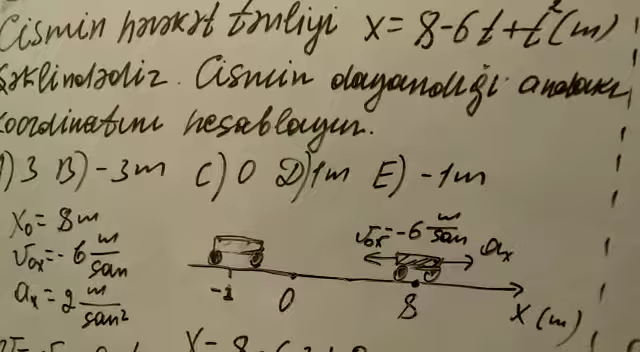 Cismin hərəkət tənliyi x = 8-6t+t² (m)
şəklindədir. Cismin dayandığı andakı
koordinatını hesablayın.
A) 3 B) -3m C) 0 D) 1m E) -1m
x₀ = 8m
v₀ₓ = -6 m/san
aₓ = 2 m/san²
v₀ₓ = -6 m/san aₓ
-1 0 8 X (m)